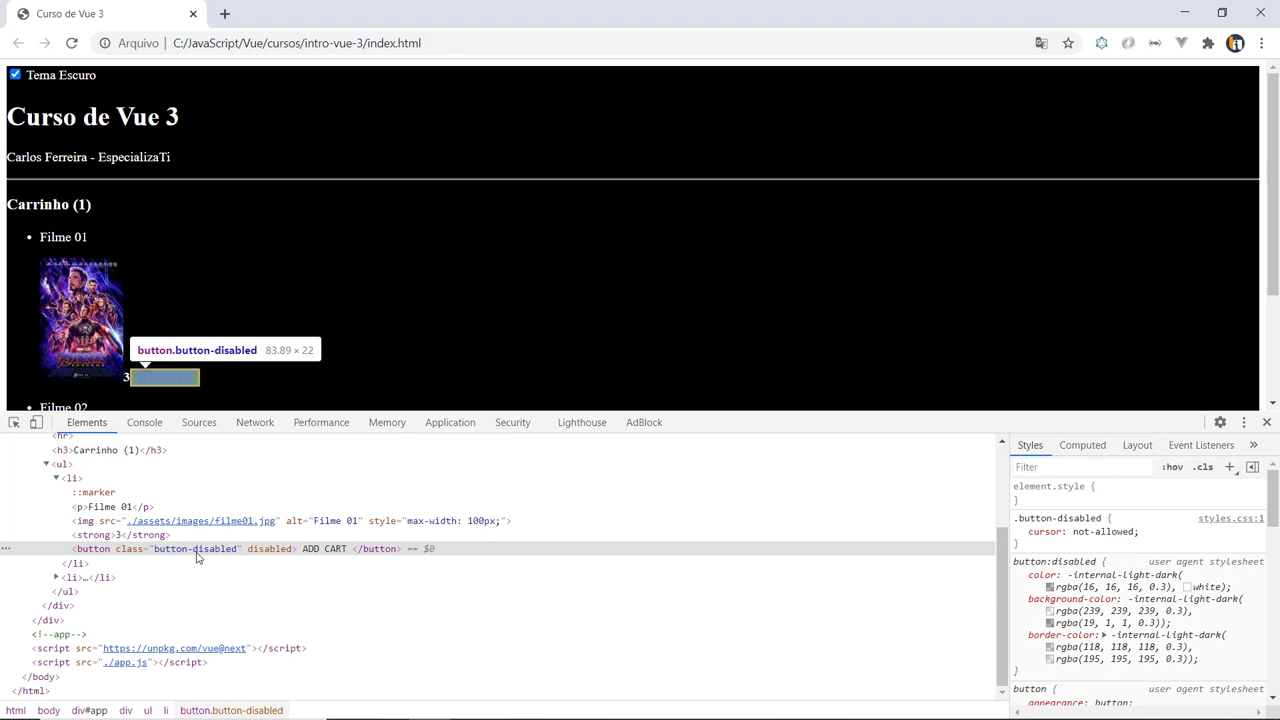 Curso de Vue 3
Arquivo
C:/JavaScript/Vue/cursos/intro-vue-3/index.html
Tema Escuro
Curso de Vue 3
Carlos Ferreira - EspecializaTi
Carrinho (1)
Filme 01
button.button-disabled 83.89 × 22
3
Filme 02
Elements Console Sources Network Performance Memory Application Security Lighthouse AdBlock
<hr>
<h3>Carrinho (1)</h3>
<ul>
<li>
::marker
<p>Filme 01</p>
<img src="./assets/images/filme01.jpg" alt="Filme 01" style="max-width: 100px;">
<strong>3</strong>
<button class="button-disabled" disabled> ADD CART </button> == $0
</li>
<li>…</li>
</ul>
</div>
</div>
<!--app-->
<script src="https://unpkg.com/vue@next"></script>
<script src="./app.js"></script>
</body>
</html>
html body div#app div ul li button.button-disabled
Styles Computed Layout Event Listeners »
Filter :hov .cls +
element.style {
}
.button-disabled { styles.css:1
cursor: not-allowed;
}
button:disabled { user agent stylesheet
color: -internal-light-dark(
rgba(16, 16, 16, 0.3), white);
background-color: -internal-light-dark(
rgba(239, 239, 239, 0.3),
rgba(19, 1, 1, 0.3));
border-color: -internal-light-dark(
rgba(118, 118, 118, 0.3),
rgba(195, 195, 195, 0.3));
}
button { user agent stylesheet
appearance: button;